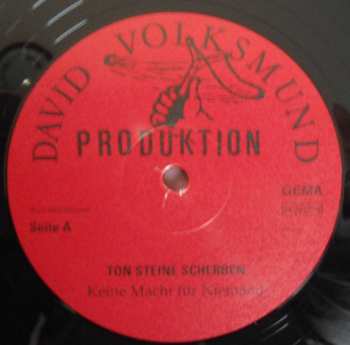 DAVID VOLKSMUND
PRODUKTION
GEMA
Seite A
TON STEINE SCHERBEN
Keine Macht für Niemand